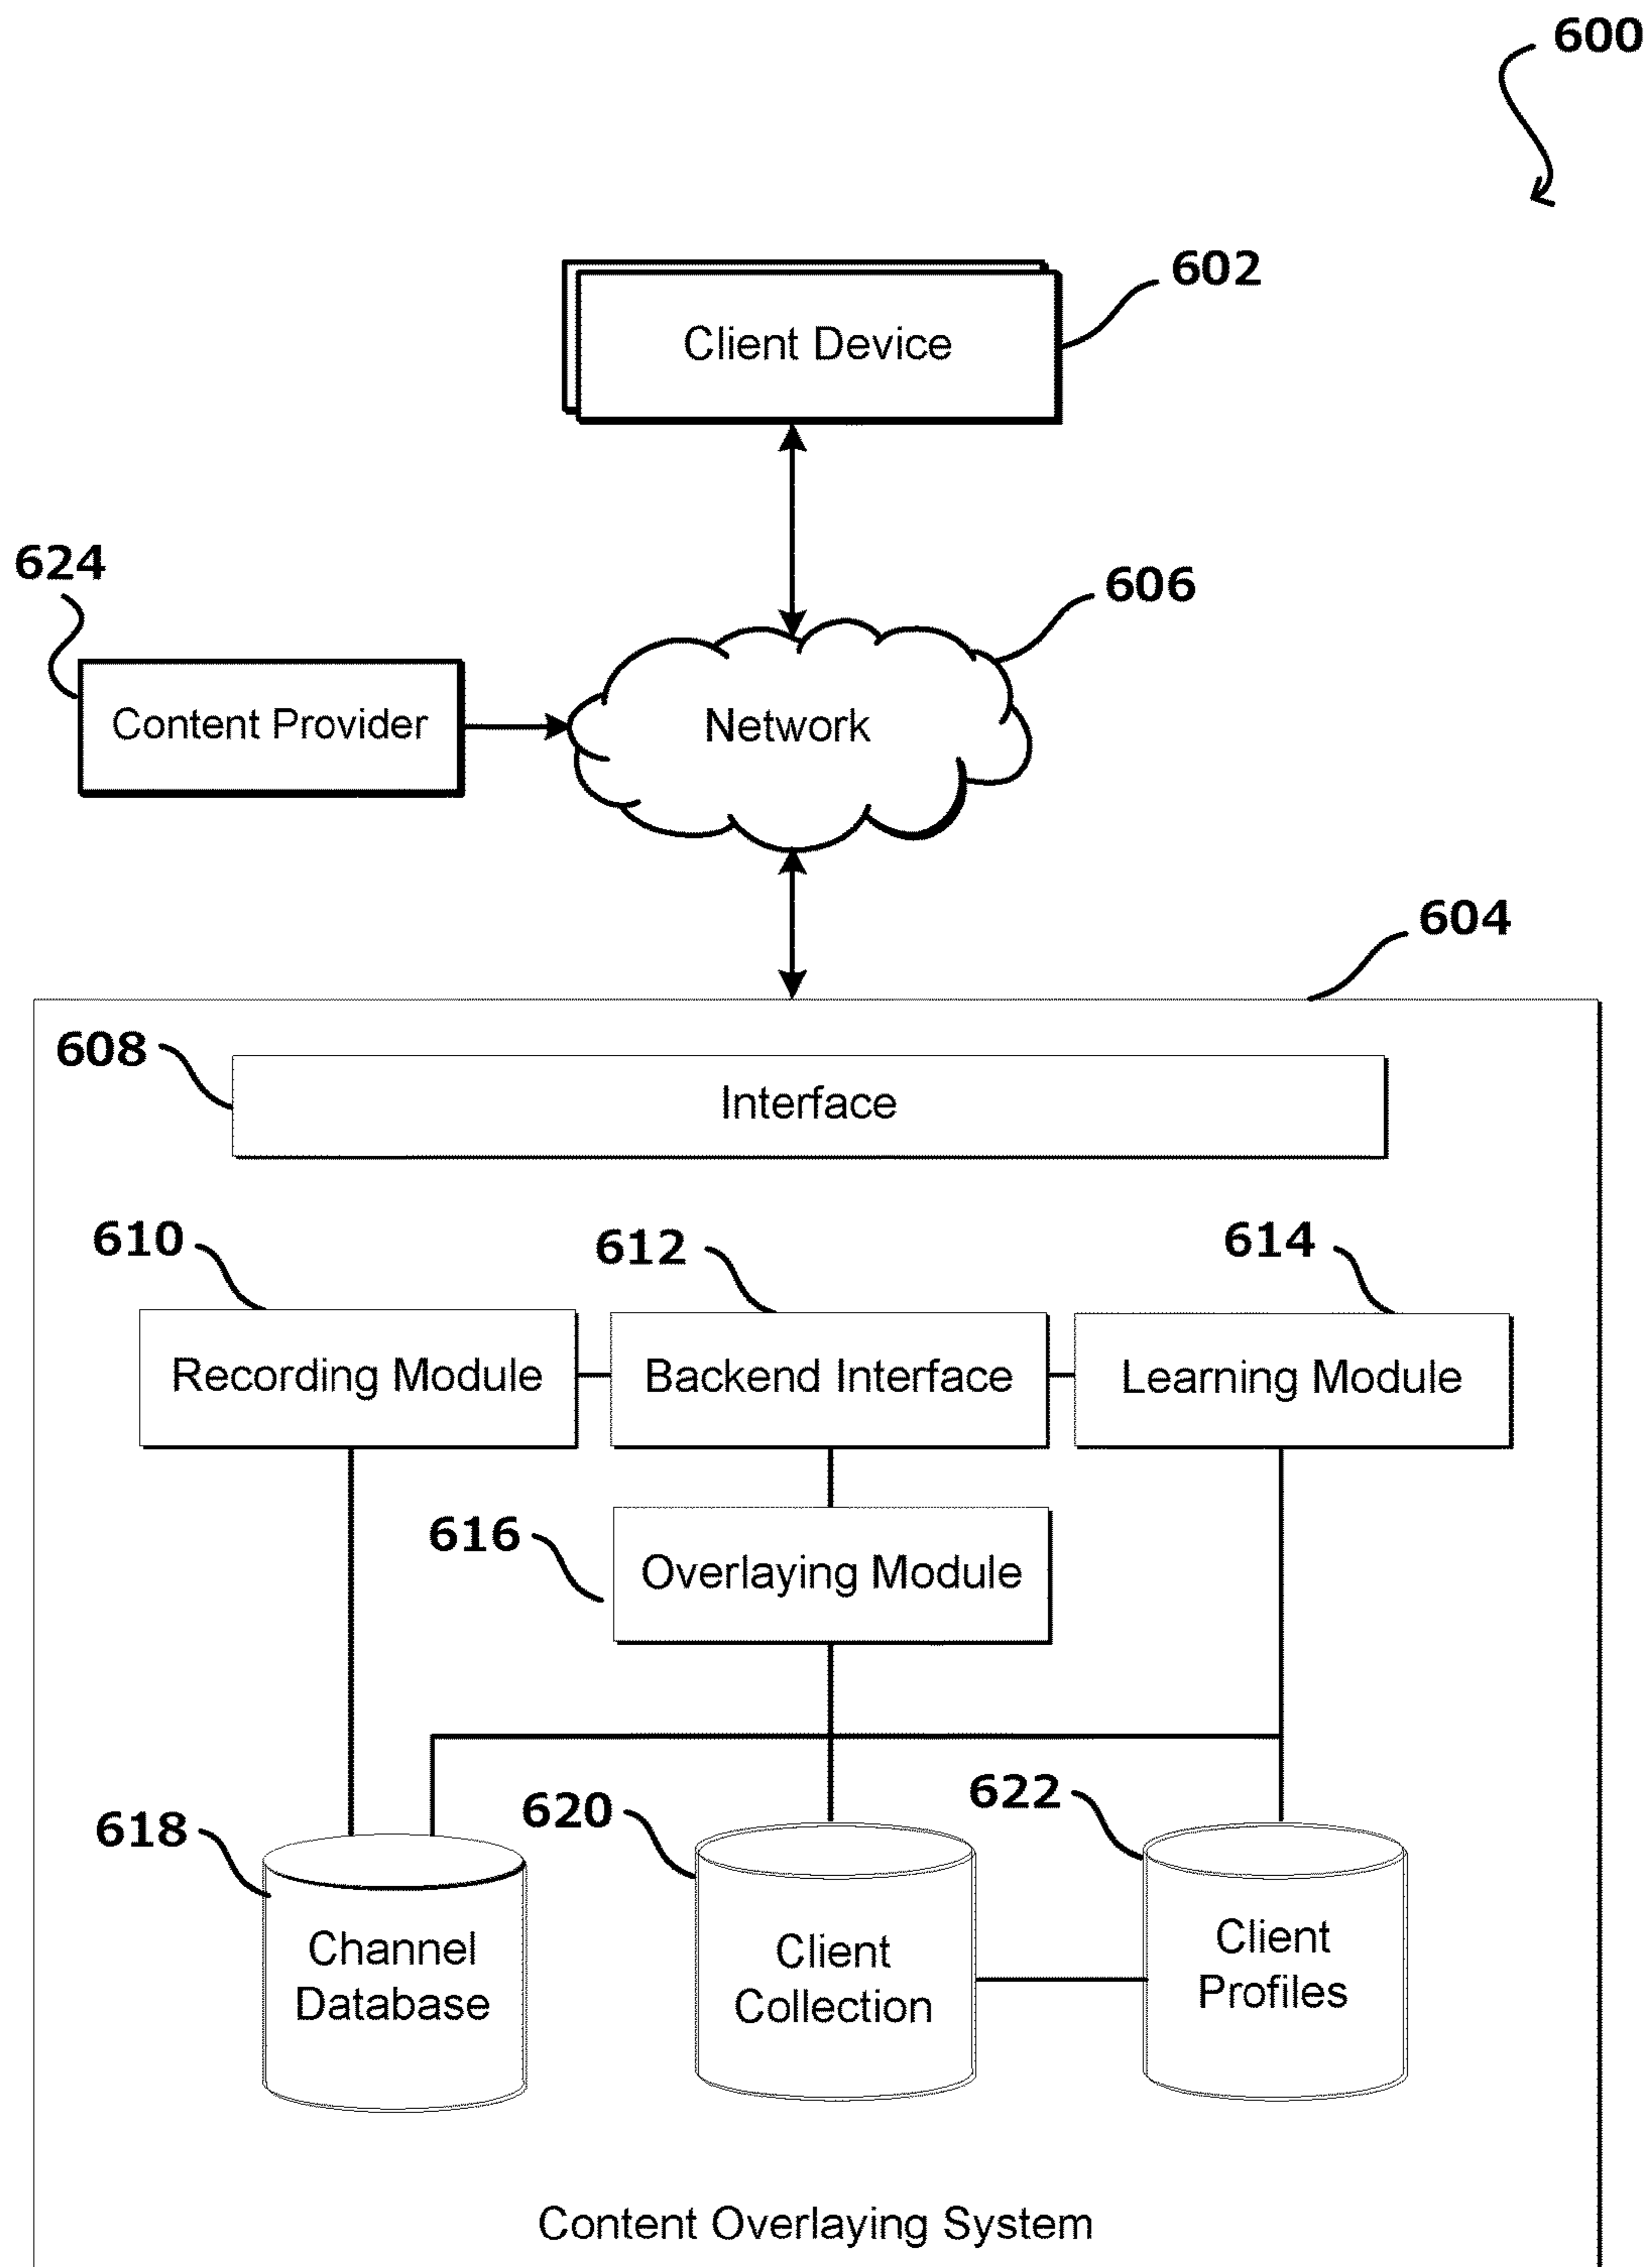 600
602
Client Device
624
606
Content Provider
Network
604
608
Interface
610
612
614
Recording Module
Backend Interface
Learning Module
616
Overlaying Module
618
620
622
Channel
Database
Client
Collection
Client
Profiles
Content Overlaying System